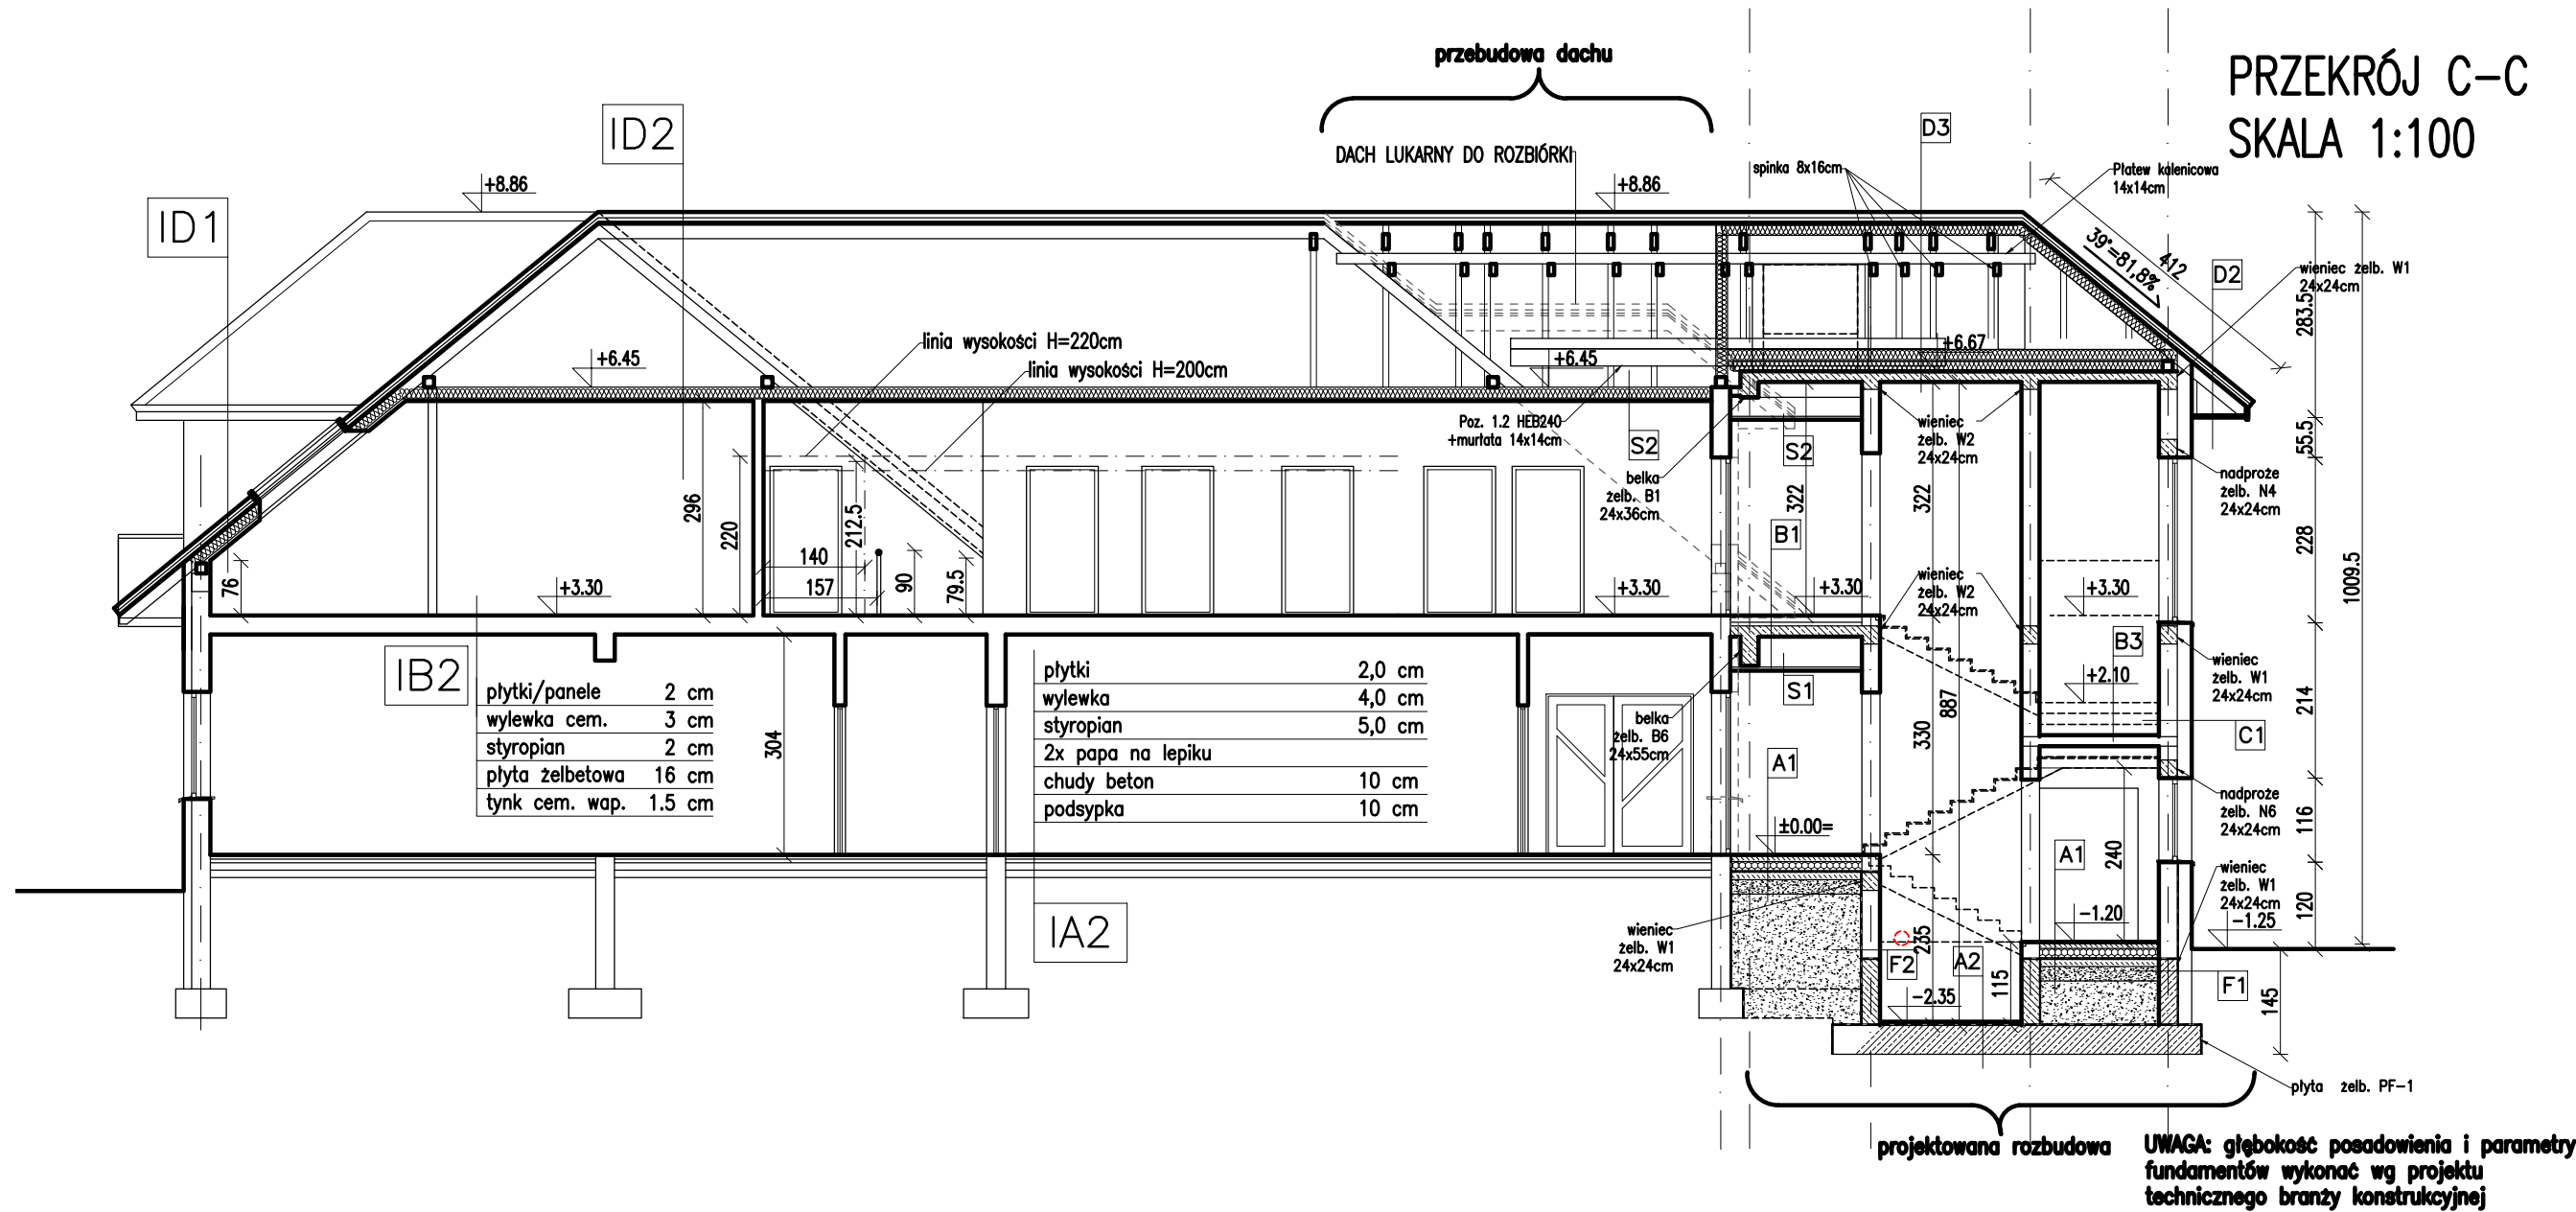 PRZEKRÓJ C-C
SKALA 1:100
przebudowa dachu
DACH LUKARNY DO ROZBIÓRKI
ID1
ID2
+8.86
+8.86
D3
spinka 8x16cm
Płatew kalenicowa
14x14cm
39°=81,8%
412
D2
wieniec żelb. W1
24x24cm
283.5
55.5
228
214
116
120
1009.5
145
linia wysokości H=220cm
linia wysokości H=200cm
+6.45
+6.45
+6.67
Poz. 1.2 HEB240
+murłata 14x14cm
S2
S2
belka
żelb. B1
24x36cm
wieniec
żelb. W2
24x24cm
nadproże
żelb. N4
24x24cm
296
220
212.5
140
157
90
79.5
76
322
322
B1
+3.30
+3.30
+3.30
+3.30
wieniec
żelb. W2
24x24cm
B3
+2.10
wieniec
żelb. W1
24x24cm
C1
IB2
płytki/panele 2 cm
wylewka cem. 3 cm
styropian 2 cm
płyta żelbetowa 16 cm
tynk cem. wap. 1.5 cm
304
płytki 2,0 cm
wylewka 4,0 cm
styropian 5,0 cm
2x papa na lepiku
chudy beton 10 cm
podsypka 10 cm
S1
belka
żelb. B6
24x55cm
A1
330
887
±0.00=
nadproże
żelb. N6
24x24cm
A1
240
wieniec
żelb. W1
24x24cm
-1.20
-1.25
IA2
wieniec
żelb. W1
24x24cm
235
F2
A2
115
-2.35
F1
płyta żelb. PF-1
projektowana rozbudowa
UWAGA: głębokość posadowienia i parametry
fundamentów wykonać wg projektu
technicznego branży konstrukcyjnej